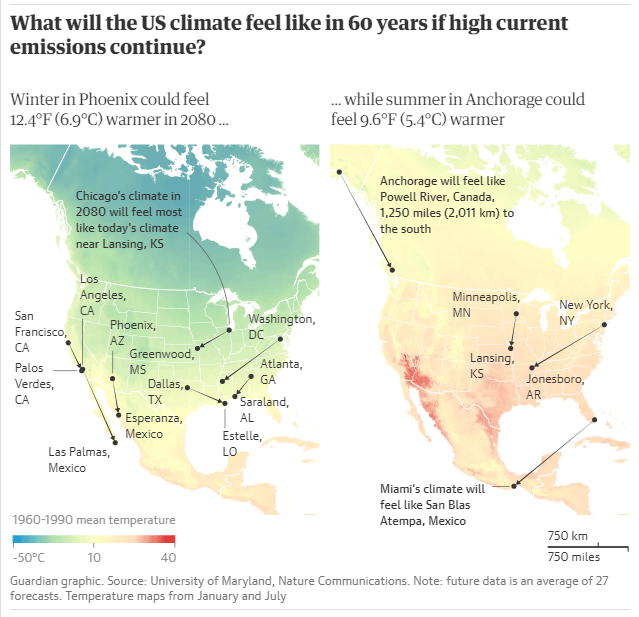 What will the US climate feel like in 60 years if high current
emissions continue?
Winter in Phoenix could feel
12.4°F (6.9°C) warmer in 2080 ...
... while summer in Anchorage could
feel 9.6°F (5.4°C) warmer
Chicago's climate in
2080 will feel most
like today's climate
near Lansing, KS
Los
Angeles,
CA
San
Francisco,
CA
Phoenix,
AZ
Washington,
DC
Greenwood,
MS
Palos
Verdes,
CA
Dallas,
TX
Atlanta,
GA
Saraland,
AL
Esperanza,
Mexico
Estelle,
LO
Las Palmas,
Mexico
Anchorage will feel like
Powell River, Canada,
1,250 miles (2,011 km) to
the south
Minneapolis,
MN
New York,
NY
Lansing,
KS
Jonesboro,
AR
Miami's climate will
feel like San Blas
Atempa, Mexico
1960-1990 mean temperature
-50°C
10
40
750 km
750 miles
Guardian graphic. Source: University of Maryland, Nature Communications. Note: future data is an average of 27
forecasts. Temperature maps from January and July